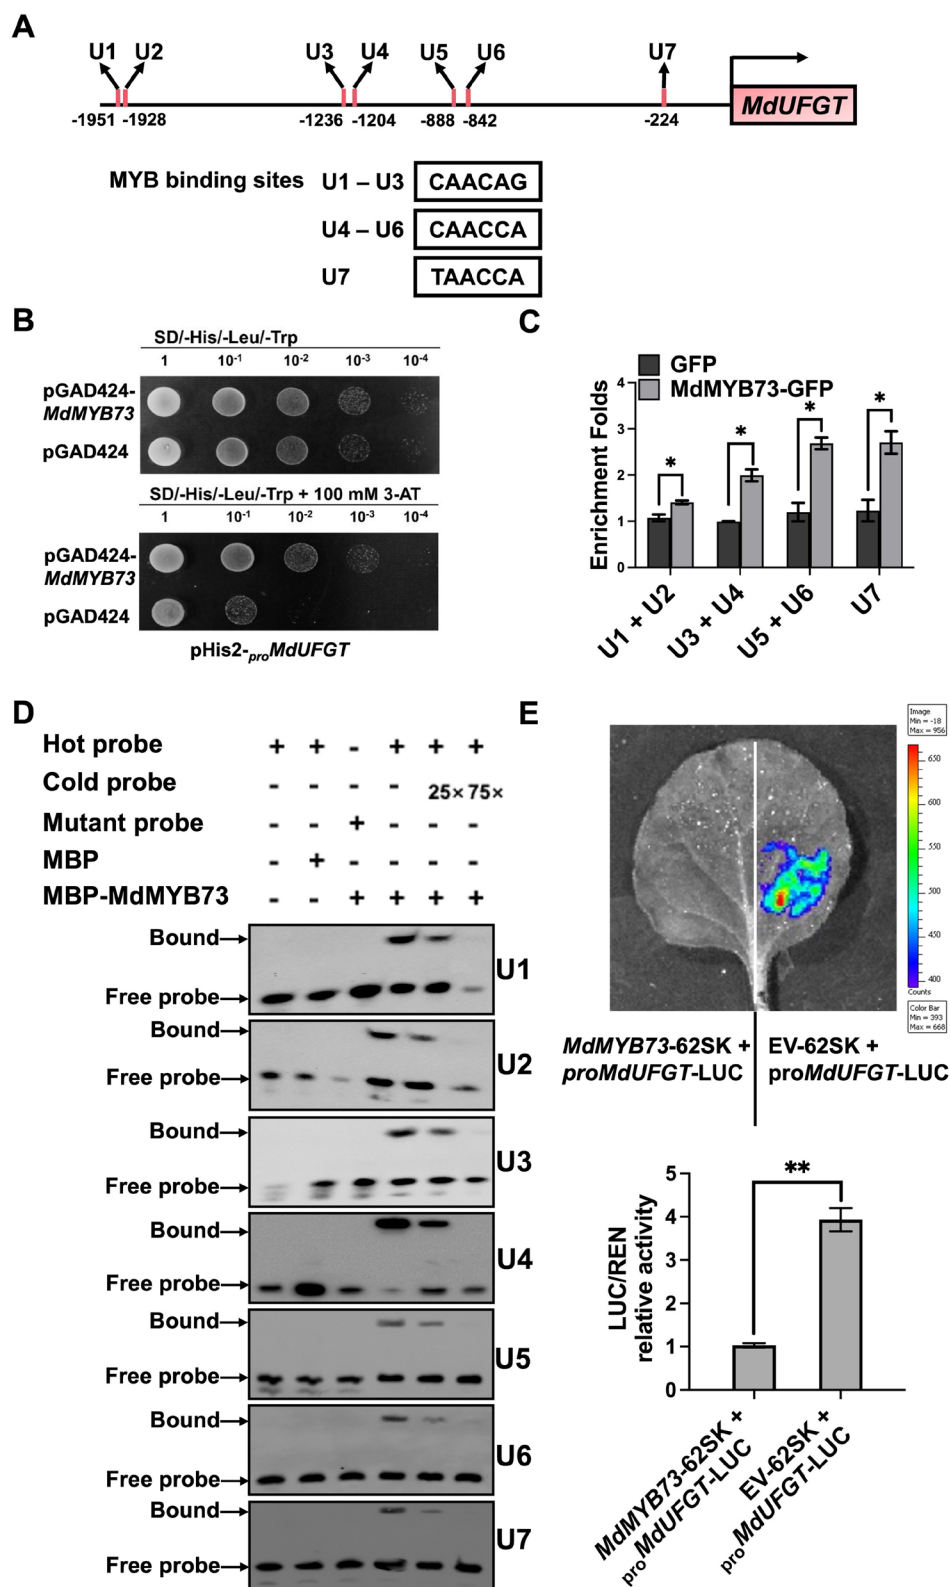 A
U1 U2 U3 U4 U5 U6 U7
-1951 -1928 -1236 -1204 -888 -842 -224 MdUFGT
MYB binding sites U1 – U3 CAACAG
U4 – U6 CAACCA
U7 TAACCA
B
SD/-His/-Leu/-Trp
1 10-1 10-2 10-3 10-4
pGAD424-
MdMYB73
pGAD424
SD/-His/-Leu/-Trp + 100 mM 3-AT
1 10-1 10-2 10-3 10-4
pGAD424-
MdMYB73
pGAD424
pHis2-proMdUFGT
C
GFP
MdMYB73-GFP
Enrichment Folds
4
3
2
1
0
* * * *
U1 + U2 U3 + U4 U5 + U6 U7
D
Hot probe + + - + + +
Cold probe - - - - 25× 75×
Mutant probe - - + - - -
MBP - + - - - -
MBP-MdMYB73 - - + + + +
Bound
Free probe
U1
Bound
Free probe
U2
Bound
Free probe
U3
Bound
Free probe
U4
Bound
Free probe
U5
Bound
Free probe
U6
Bound
Free probe
U7
E
Image
Min = -18
Max = 956
650
600
550
500
450
400
Counts
Color Bar
Min = 393
Max = 668
MdMYB73-62SK +
proMdUFGT-LUC
EV-62SK +
proMdUFGT-LUC
LUC/REN
relative activity
5
4
3
2
1
0
**
MdMYB73-62SK +
proMdUFGT-LUC
EV-62SK +
proMdUFGT-LUC